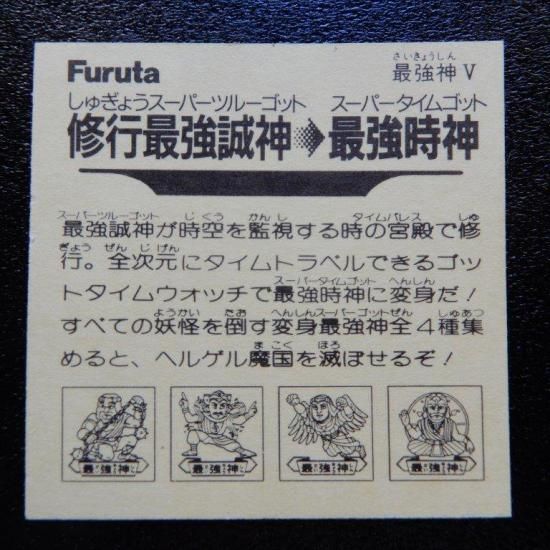 Furuta
さいきょうしん
最強神V
しゅぎょうスーパーツルーゴット スーパータイムゴット
修行最強誠神 最強時神
スーパーツルーゴット じくう かんし タイムパレス しゅ
最強誠神が時空を監視する時の宮殿で修
ぎょう ぜんじげん
行。全次元にタイムトラベルできるゴッ
スーパータイムゴット へんしん
トタイムウォッチで最強時神に変身だ!
ようかい たお へんしんスーパーゴットぜん しゅあつ
すべての妖怪を倒す変身最強神全4種集
まこく ほろ
めると、ヘルゲル魔国を滅ぼせるぞ!
最強神 最強神 最強神 最強神